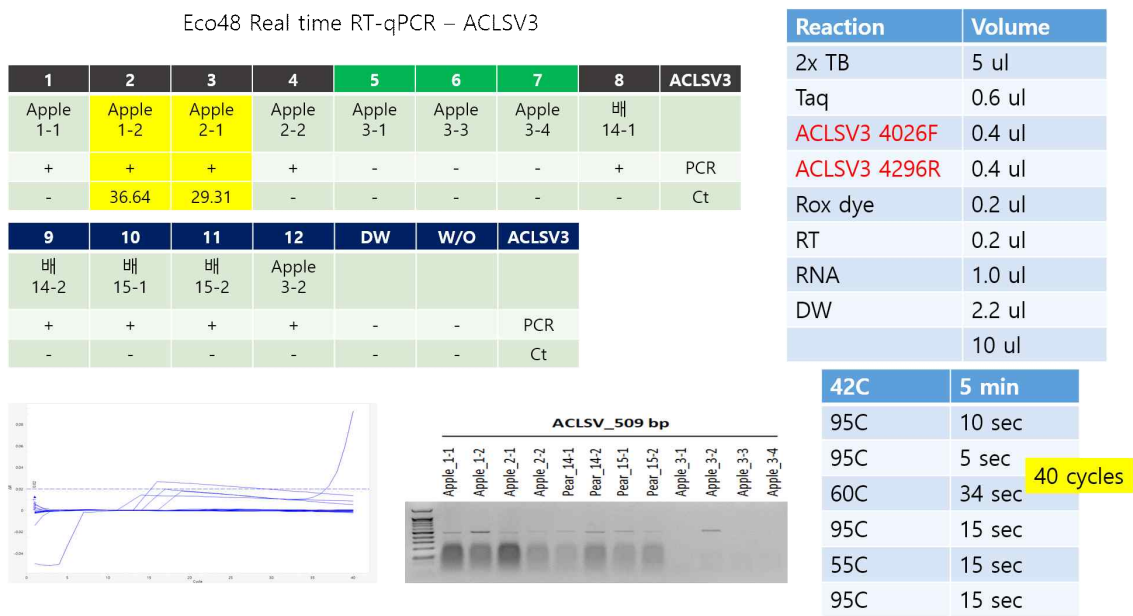 Eco48 Real time RT-qPCR – ACLSV3
1 2 3 4 5 6 7 8 ACLSV3
Apple 1-1 Apple 1-2 Apple 2-1 Apple 2-2 Apple 3-1 Apple 3-3 Apple 3-4 배 14-1
+ + + + - - - + PCR
- 36.64 29.31 - - - - - Ct
9 10 11 12 DW W/O ACLSV3
배 14-2 배 15-1 배 15-2 Apple 3-2
+ + + + - - PCR
- - - - - - Ct
Reaction Volume
2x TB 5 ul
Taq 0.6 ul
ACLSV3 4026F 0.4 ul
ACLSV3 4296R 0.4 ul
Rox dye 0.2 ul
RT 0.2 ul
RNA 1.0 ul
DW 2.2 ul
10 ul
42C 5 min
95C 10 sec
95C 5 sec
60C 34 sec
40 cycles
95C 15 sec
55C 15 sec
95C 15 sec
ACLSV_509 bp
Apple_1-1 Apple_1-2 Apple_2-1 Apple_2-2 Pear_14-1 Pear_14-2 Pear_15-1 Pear_15-2 Apple_3-1 Apple_3-2 Apple_3-3 Apple_3-4